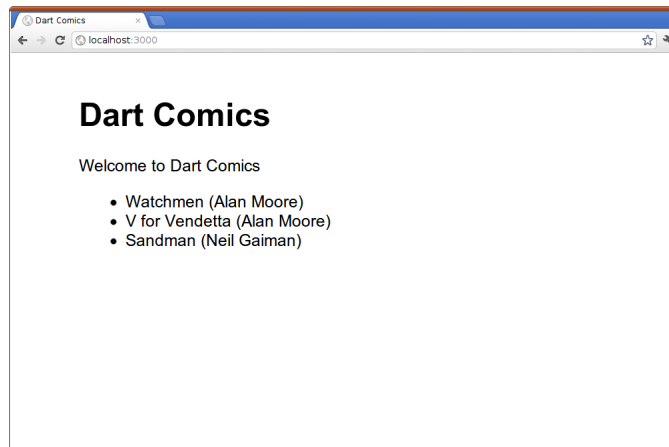 Dart Comics
localhost:3000
Dart Comics
Welcome to Dart Comics
Watchmen (Alan Moore)
V for Vendetta (Alan Moore)
Sandman (Neil Gaiman)